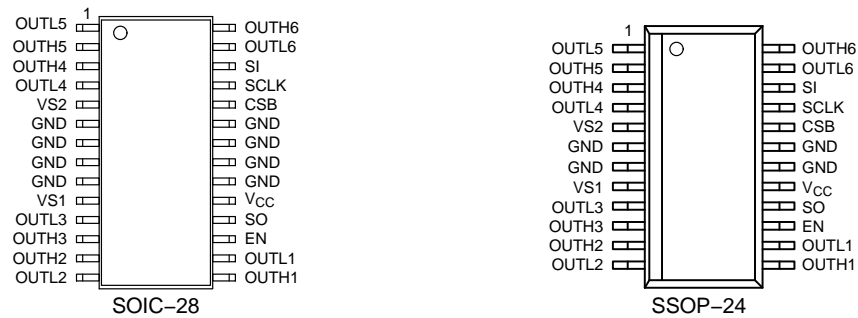 1
OUTL5 OUTH6
OUTH5 OUTL6
OUTH4 SI
OUTL4 SCLK
VS2 CSB
GND GND
GND GND
GND GND
GND GND
VS1 VCC
OUTL3 SO
OUTH3 EN
OUTH2 OUTL1
OUTL2 OUTH1
SOIC−28
1
OUTL5 OUTH6
OUTH5 OUTL6
OUTH4 SI
OUTL4 SCLK
VS2 CSB
GND GND
GND GND
VS1 VCC
OUTL3 SO
OUTH3 EN
OUTH2 OUTL1
OUTL2 OUTH1
SSOP−24